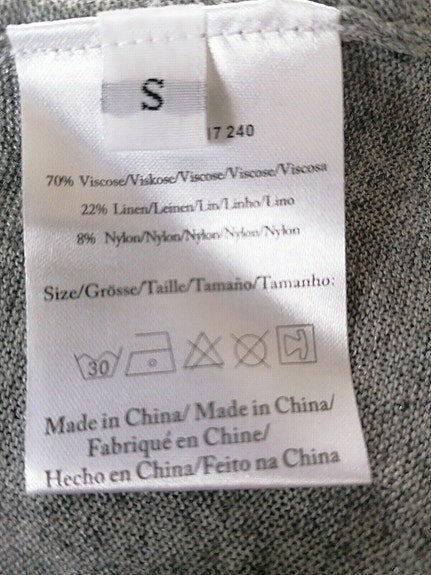 S
17 240
70% Viscose/Viskose/Viscose/Viscose/Viscosa
22% Linen/Leinen/Lin/Linho/Lino
8% Nylon/Nylon/Nylon/Nylon/Nylon
Size/Grösse/Taille/Tamaño/Tamanho:
30
Made in China/ Made in China/
Fabriqué en Chine/
Hecho en China/Feito na China